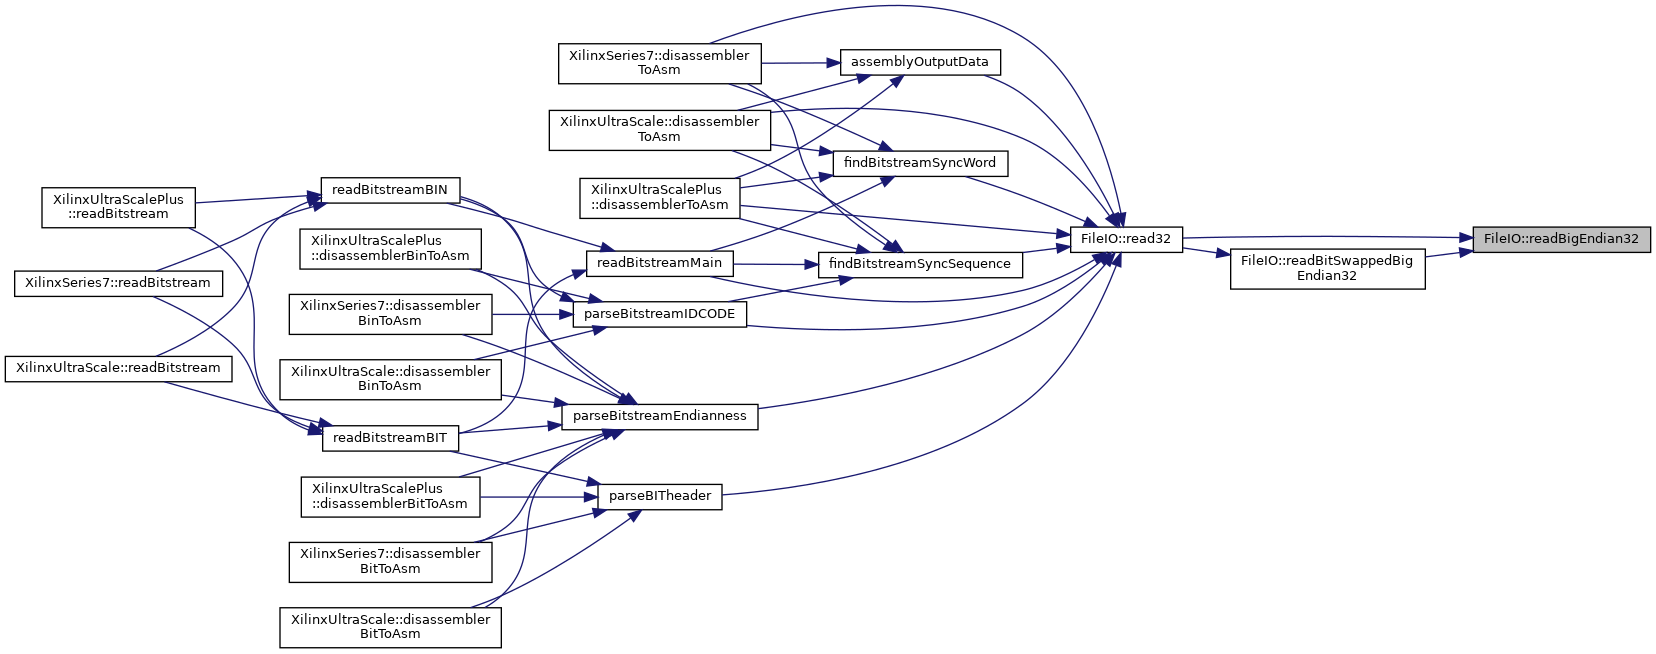 XilinxSeries7::disassembler
ToAsm
assemblyOutputData
XilinxUltraScale::disassembler
ToAsm
findBitstreamSyncWord
readBitstreamBIN
XilinxUltraScalePlus
::disassemblerToAsm
XilinxUltraScalePlus
::readBitstream
FileIO::read32
FileIO::readBigEndian32
XilinxUltraScalePlus
::disassemblerBinToAsm
readBitstreamMain
findBitstreamSyncSequence
FileIO::readBitSwappedBig
Endian32
XilinxSeries7::readBitstream
XilinxSeries7::disassembler
BinToAsm
parseBitstreamIDCODE
XilinxUltraScale::readBitstream
XilinxUltraScale::disassembler
BinToAsm
parseBitstreamEndianness
readBitstreamBIT
XilinxUltraScalePlus
::disassemblerBitToAsm
parseBITheader
XilinxSeries7::disassembler
BitToAsm
XilinxUltraScale::disassembler
BitToAsm